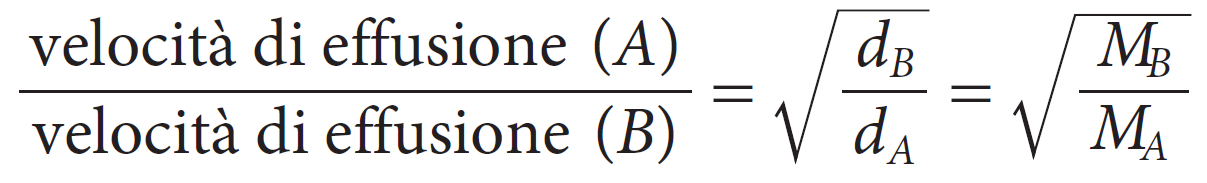 velocità di effusione (A) / velocità di effusione (B) = √(d_B / d_A) = √(M_B / M_A)